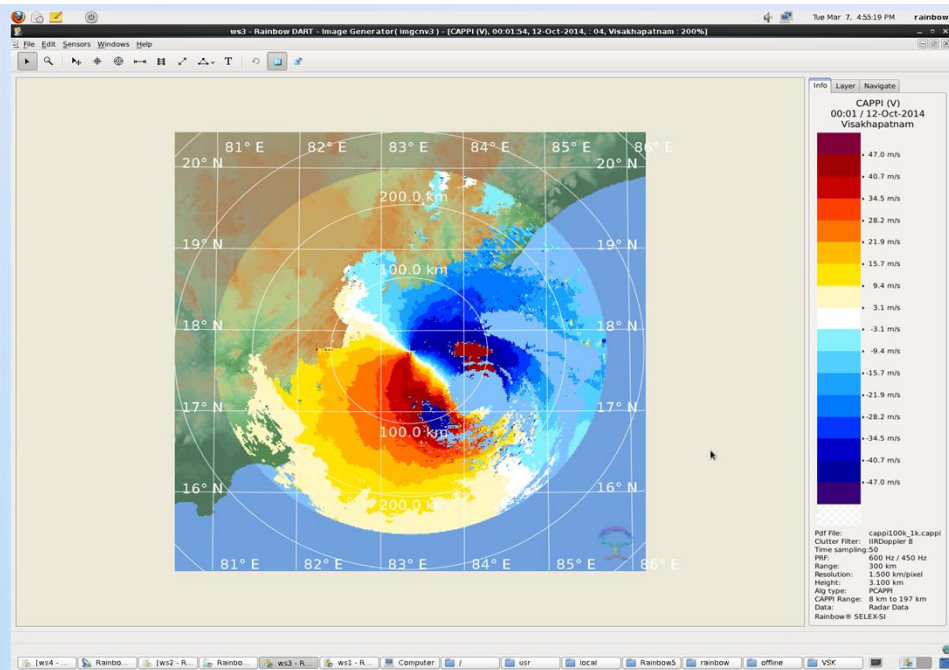 Tue Mar 7, 4:55:19 PM rainbow
ws3 - Rainbow DART - Image Generator( imgcnv3 ) - [CAPPI (V), 00:01:54, 12-Oct-2014, : 04, Visakhapatnam : 200%]
File Edit Sensors Windows Help
T
Info Layer Navigate
CAPPI (V)
00:01 / 12-Oct-2014
Visakhapatnam
47.0 m/s
40.7 m/s
34.5 m/s
28.2 m/s
21.9 m/s
15.7 m/s
9.4 m/s
3.1 m/s
-3.1 m/s
-9.4 m/s
-15.7 m/s
-21.9 m/s
-28.2 m/s
-34.5 m/s
-40.7 m/s
-47.0 m/s
Pdf File: cappi100k_1k.cappi
Clutter Filter: IIRDoppler 8
Time sampling:50
PRF: 600 Hz / 450 Hz
Range: 300 km
Resolution: 1.500 km/pixel
Height: 3.100 km
Alg type: PCAPPI
CAPPI Range: 8 km to 197 km
Data: Radar Data
Rainbow® SELEX-SI
81° E 82° E 83° E 84° E 85° E 86° E
20° N 20° N
200.0 km
19° N 19° N
100.0 km
18° N 18° N
17° N 17° N
100.0 km
16° N 16° N
200.0 km
81° E 82° E 83° E 84° E 85° E 86° E
[ws4 - ... Rainbo... [ws2 - R... Rainbo... ws3 - R... ws1 - R... Computer / usr local Rainbow5 rainbow offline VSK